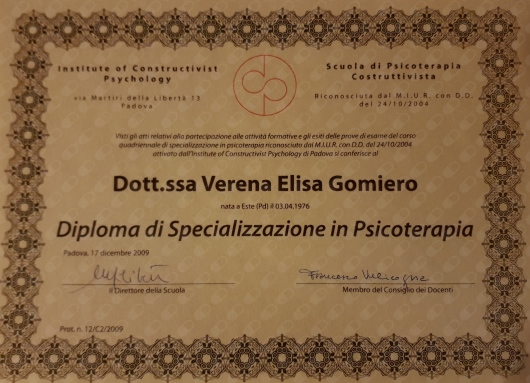 Institute of Constructivist
Psychology
via Martiri della Libertà 13
Padova
Scuola di Psicoterapia
Costruttivista
Riconosciuta dal M.I.U.R. con D.D.
del 24/10/2004
Visti gli atti relativi alla partecipazione alle attività formative e gli esiti delle prove di esame del corso
quadriennale di specializzazione in psicoterapia riconosciuto dal M.I.U.R. con D.D. del 24/10/2004
attivato dall'Institute of Constructivist Psychology di Padova si conferisce al
Dott.ssa Verena Elisa Gomiero
nata a Este (Pd) il 03.04.1976
Diploma di Specializzazione in Psicoterapia
Padova, 17 dicembre 2009
Il Direttore della Scuola
Francesca
Membro del Consiglio dei Docenti
Prot. n. 12/C2/2009